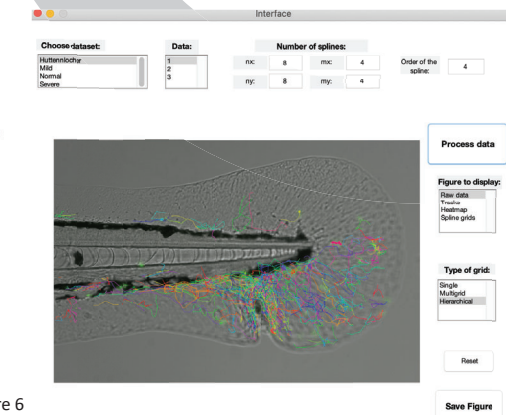 Interface
Choose dataset:
Data:
Number of splines:
Huttenlocher
Mild
Normal
Severe
1
2
3
nx: 8 mx: 4
ny: 8 my: 4
Order of the
spline:
4
Process data
Figure to display:
Raw data
Heatmap
Spline grids
Type of grid:
Single
Multigrid
Hierarchical
Reset
Save Figure
re 6